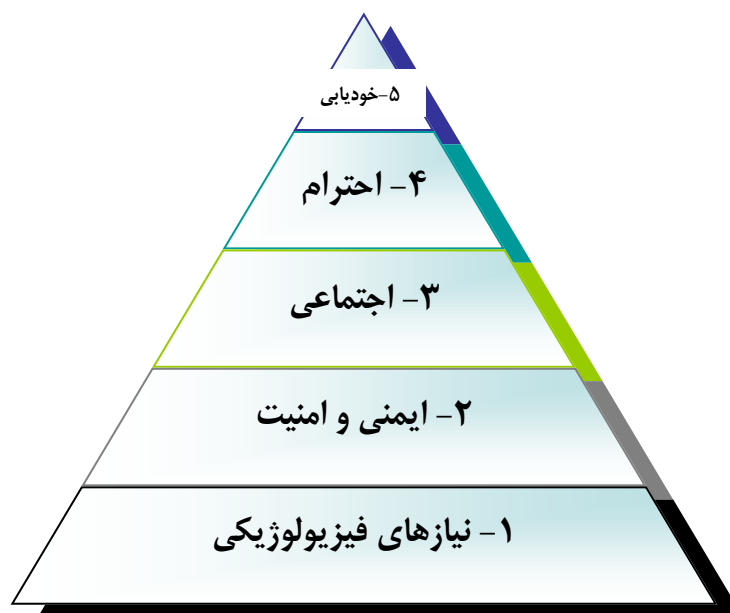 ۵-خودیابی
۴- احترام
۳- اجتماعی
۲- ایمنی و امنیت
۱- نیازهای فیزیولوژیکی